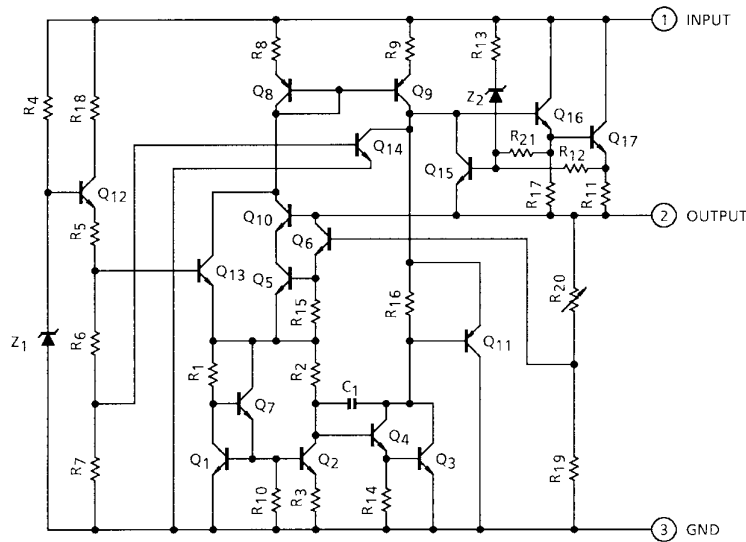 1 INPUT
R8
R9
R13
R4
R18
Q8
Q9
Z2
Q16
Q14
R21
Q17
R12
Q12
Q15
R17
R11
R5
Q10
2 OUTPUT
Q6
Q13
Q5
R20
R15
R16
R6
Z1
Q11
R1
R2
C1
Q7
Q4
R7
Q1
Q2
Q3
R19
R10
R3
R14
3 GND